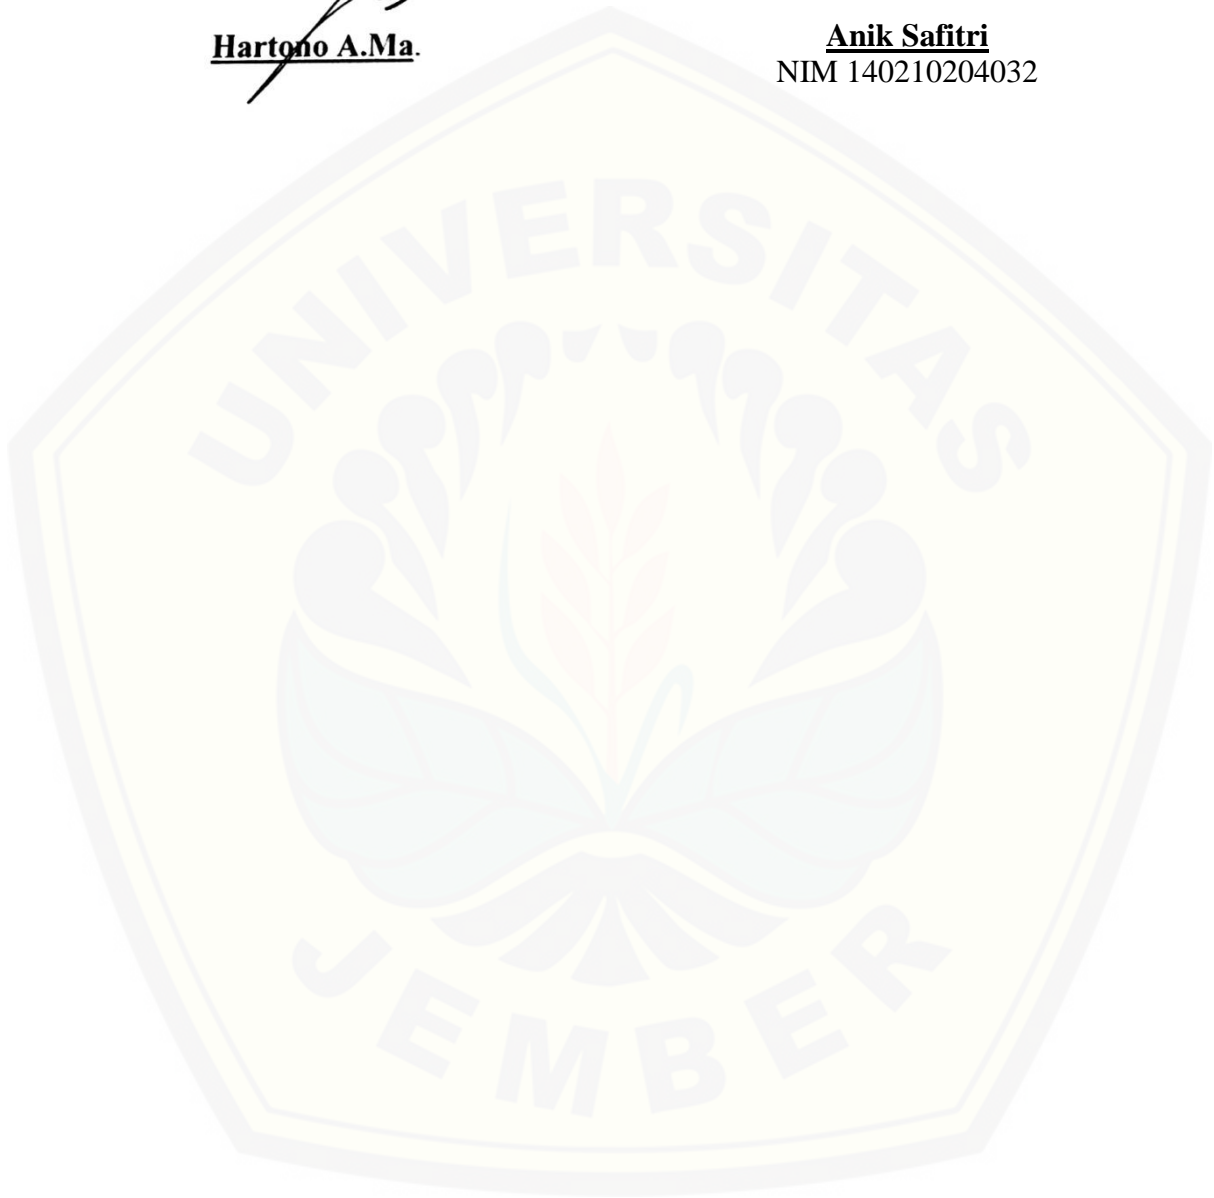 Hartono A.Ma.
Anik Safitri
NIM 140210204032
UNIVERSITAS
JEMBER